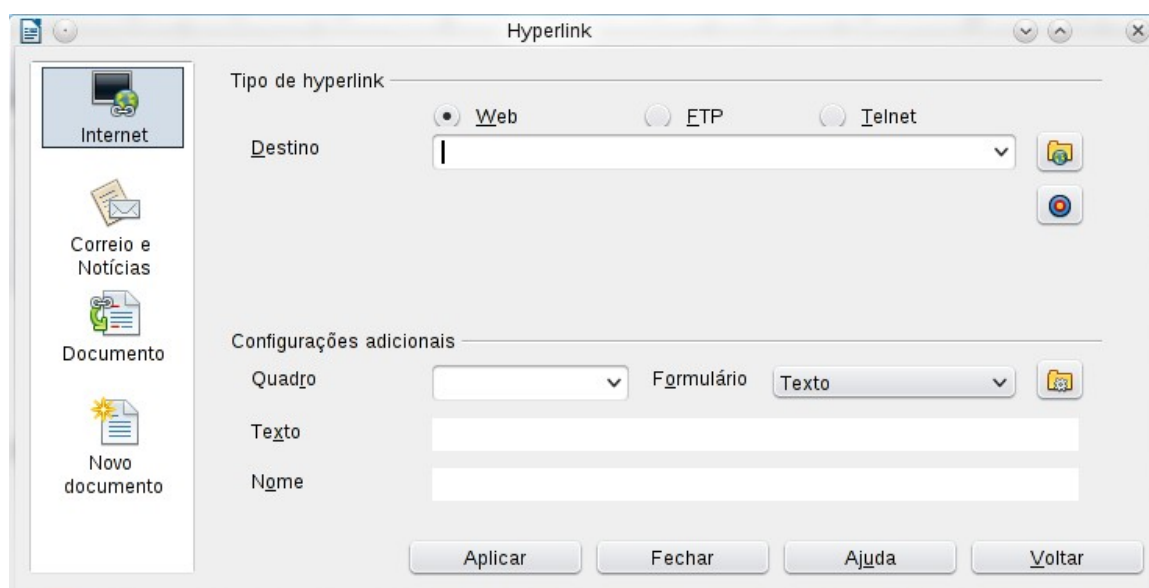 Hyperlink
Internet
Correio e
Notícias
Documento
Novo
documento
Tipo de hyperlink
Web FTP Telnet
Destino
Configurações adicionais
Quadro Formulário Texto
Texto
Nome
Aplicar Fechar Ajuda Voltar